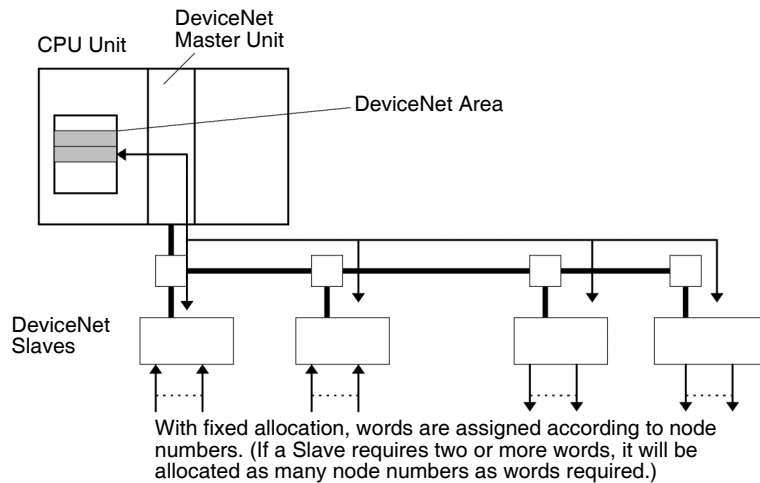 DeviceNet
Master Unit
CPU Unit
DeviceNet Area
DeviceNet
Slaves
With fixed allocation, words are assigned according to node
numbers. (If a Slave requires two or more words, it will be
allocated as many node numbers as words required.)